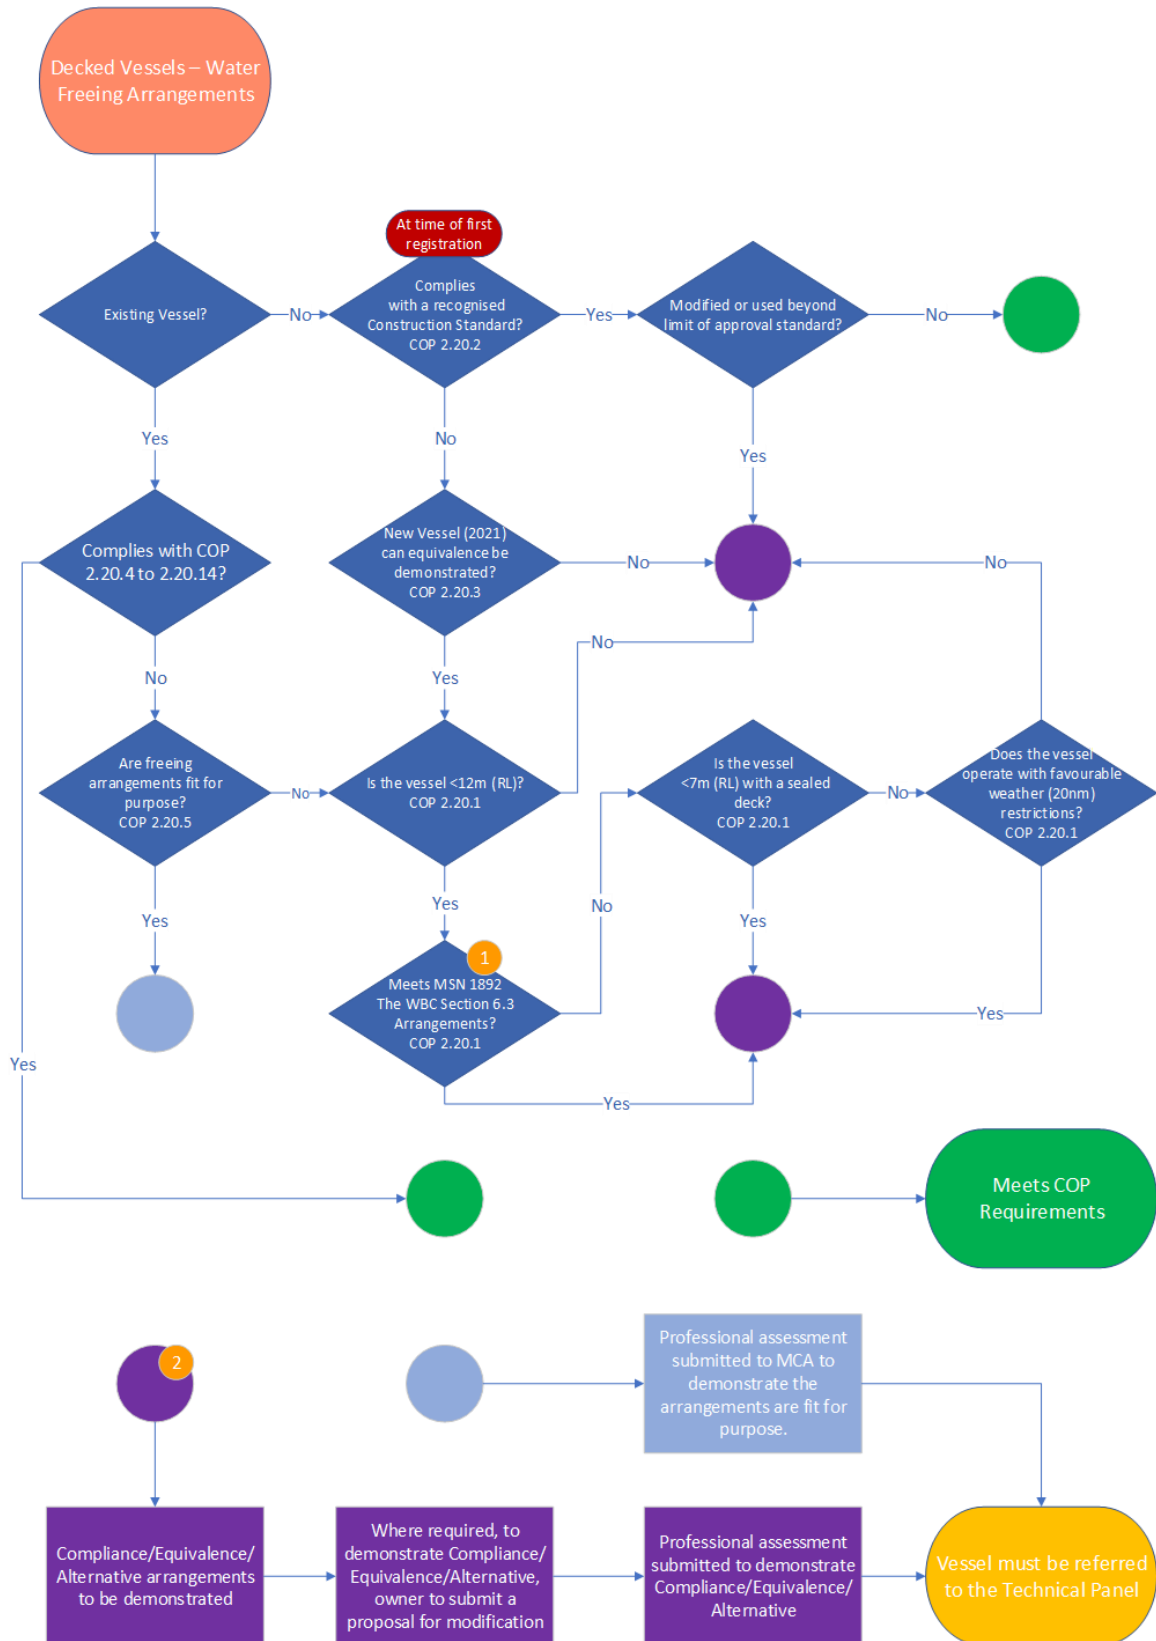 Decked Vessels – Water
Freeing Arrangements
At time of first
registration
Existing Vessel?
No
Complies
with a recognised
Construction Standard?
COP 2.20.2
Yes
Modified or used beyond
limit of approval standard?
No
Yes
No
Yes
Complies with COP
2.20.4 to 2.20.14?
New Vessel (2021)
can equivalence be
demonstrated?
COP 2.20.3
No
No
No
No
Yes
Are freeing
arrangements fit for
purpose?
COP 2.20.5
No
Is the vessel <12m (RL)?
COP 2.20.1
Is the vessel
<7m (RL) with a sealed
deck?
COP 2.20.1
No
Does the vessel
operate with favourable
weather (20nm)
restrictions?
COP 2.20.1
Yes
Yes
No
Yes
1
Meets MSN 1892
The WBC Section 6.3
Arrangements?
COP 2.20.1
Yes
Yes
Yes
Meets COP
Requirements
2
Professional assessment
submitted to MCA to
demonstrate the
arrangements are fit for
purpose.
Compliance/Equivalence/
Alternative arrangements
to be demonstrated
Where required, to
demonstrate Compliance/
Equivalence/Alternative,
owner to submit a
proposal for modification
Professional assessment
submitted to demonstrate
Compliance/Equivalence/
Alternative
Vessel must be referred
to the Technical Panel